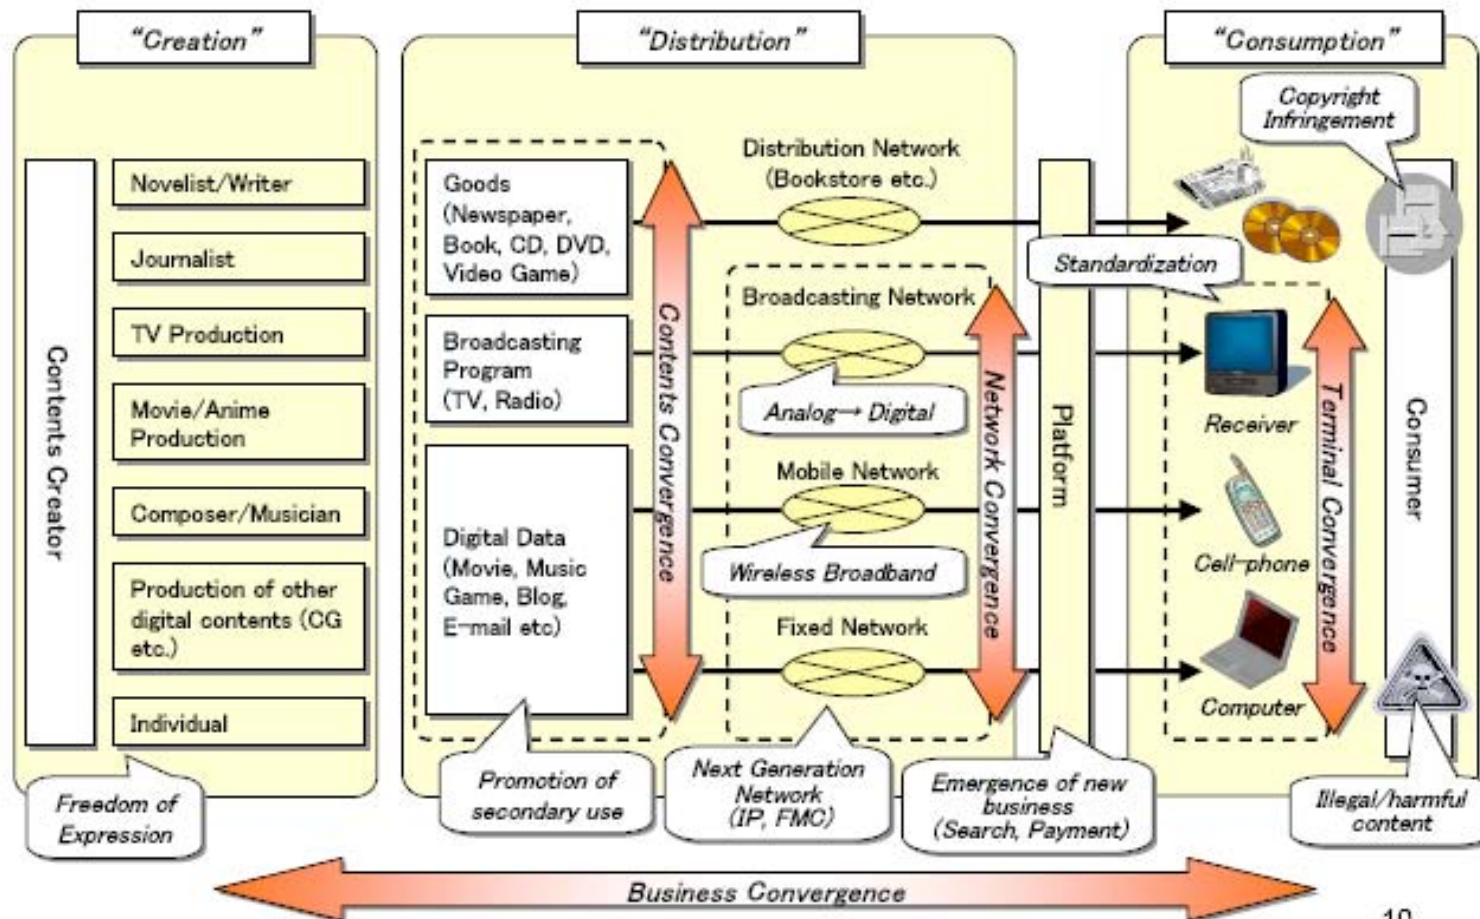 "Creation"
"Distribution"
"Consumption"
Contents Creator
Novelist/Writer
Journalist
TV Production
Movie/Anime
Production
Composer/Musician
Production of other
digital contents (CG
etc.)
Individual
Freedom of
Expression
Goods
(Newspaper,
Book, CD, DVD,
Video Game)
Broadcasting
Program
(TV, Radio)
Digital Data
(Movie, Music
Game, Blog,
E-mail etc)
Promotion of
secondary use
Contents Convergence
Distribution Network
(Bookstore etc.)
Broadcasting Network
Analog→ Digital
Mobile Network
Wireless Broadband
Fixed Network
Next Generation
Network
(IP, FMC)
Network Convergence
Platform
Emergence of new
business
(Search, Payment)
Copyright
Infringement
Standardization
Receiver
Cell-phone
Computer
Terminal Convergence
Consumer
Illegal/harmful
content
Business Convergence